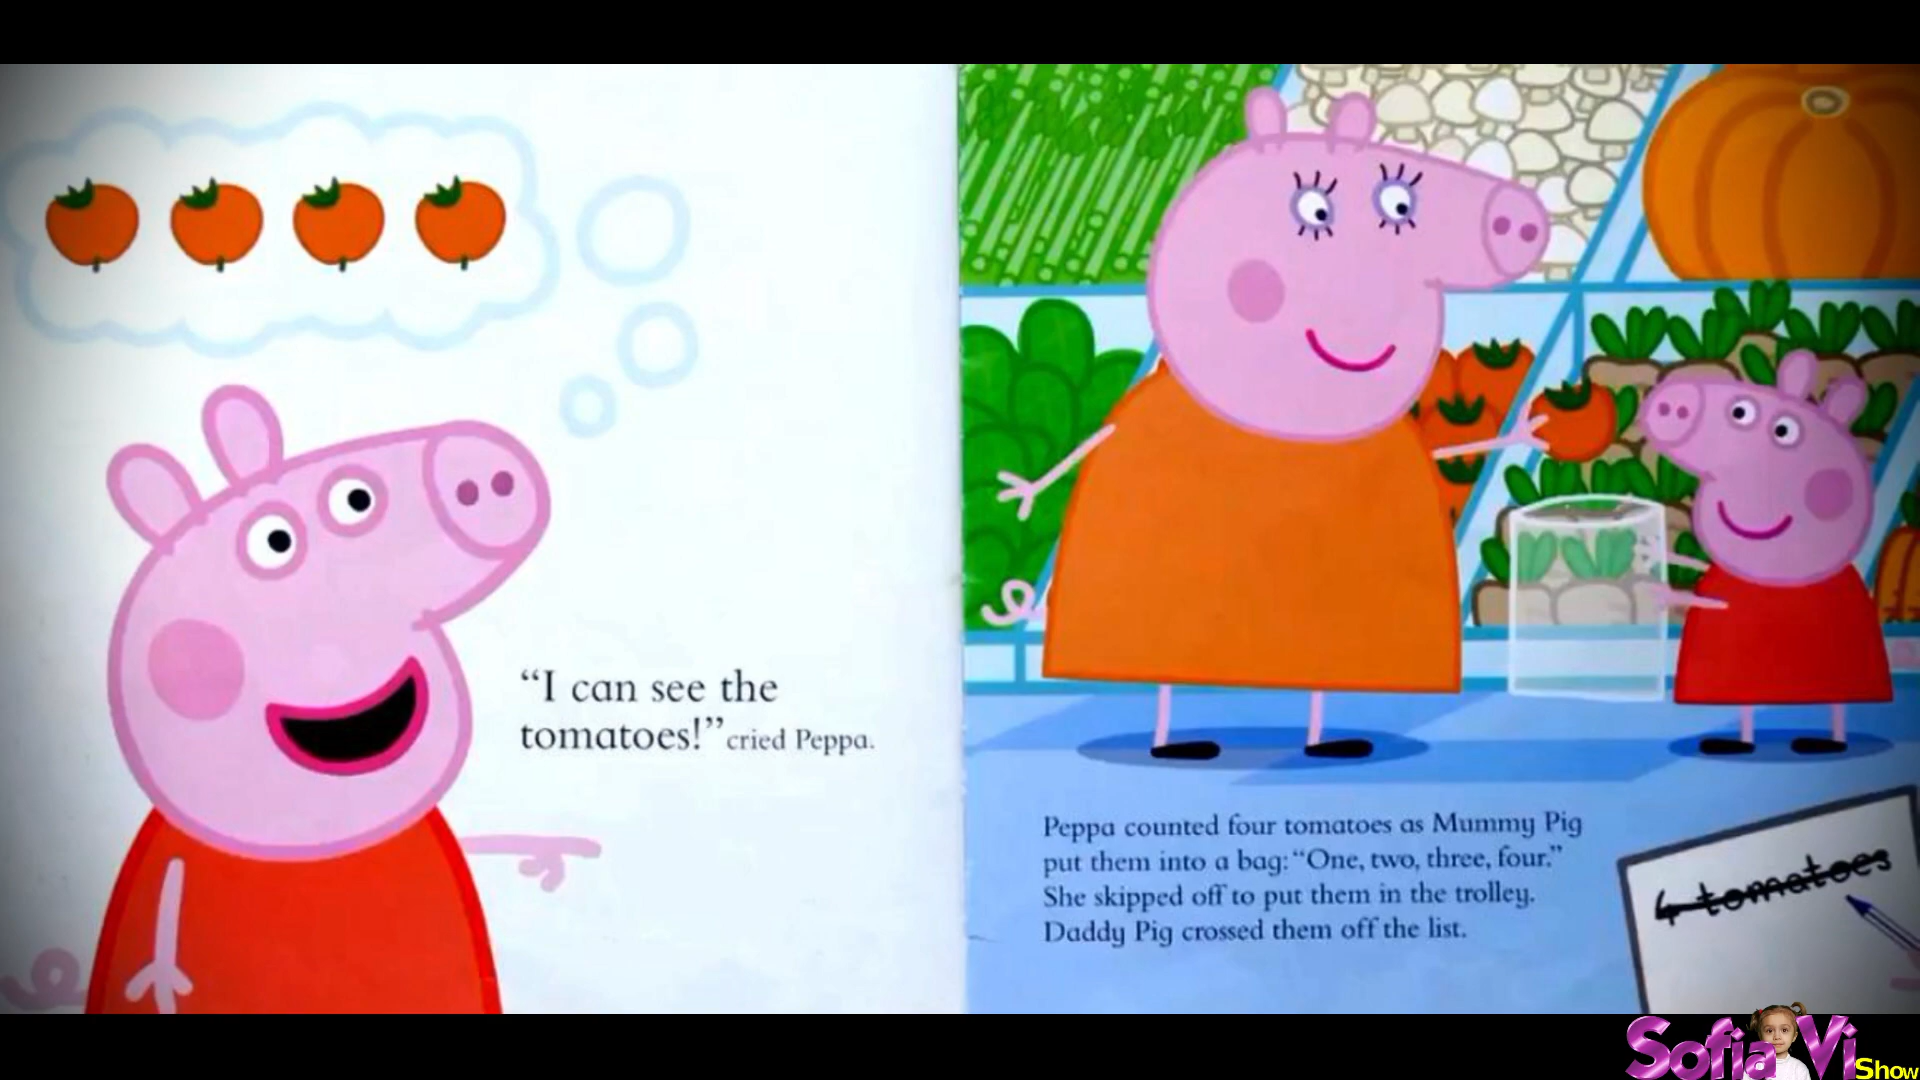 “I can see the
tomatoes!” cried Peppa.
Peppa counted four tomatoes as Mummy Pig
put them into a bag: “One, two, three, four.”
She skipped off to put them in the trolley.
Daddy Pig crossed them off the list.
4 tomatoes
Sofia Vi
Show